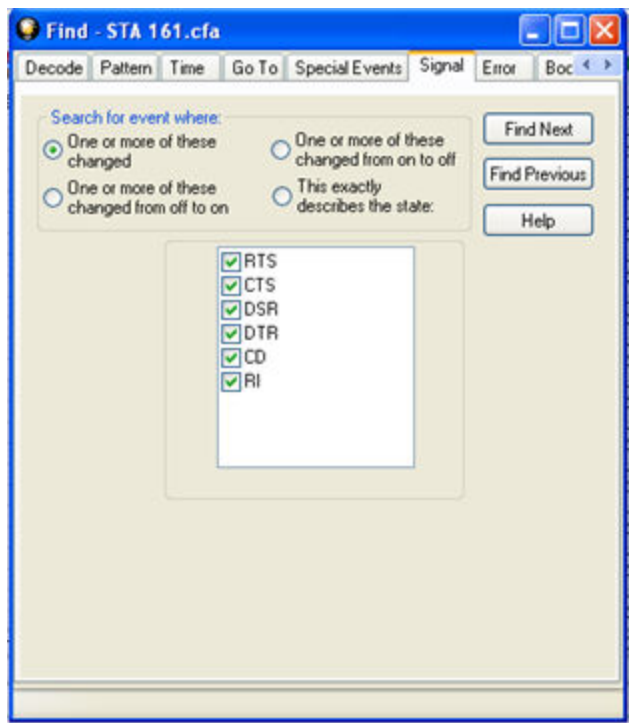 Find - STA 161.cfa
Decode Pattern Time Go To Special Events Signal Error Boo
Search for event where:
One or more of these
changed
One or more of these
changed from on to off
One or more of these
changed from off to on
This exactly
describes the state:
Find Next
Find Previous
Help
RTS
CTS
DSR
DTR
CD
RI